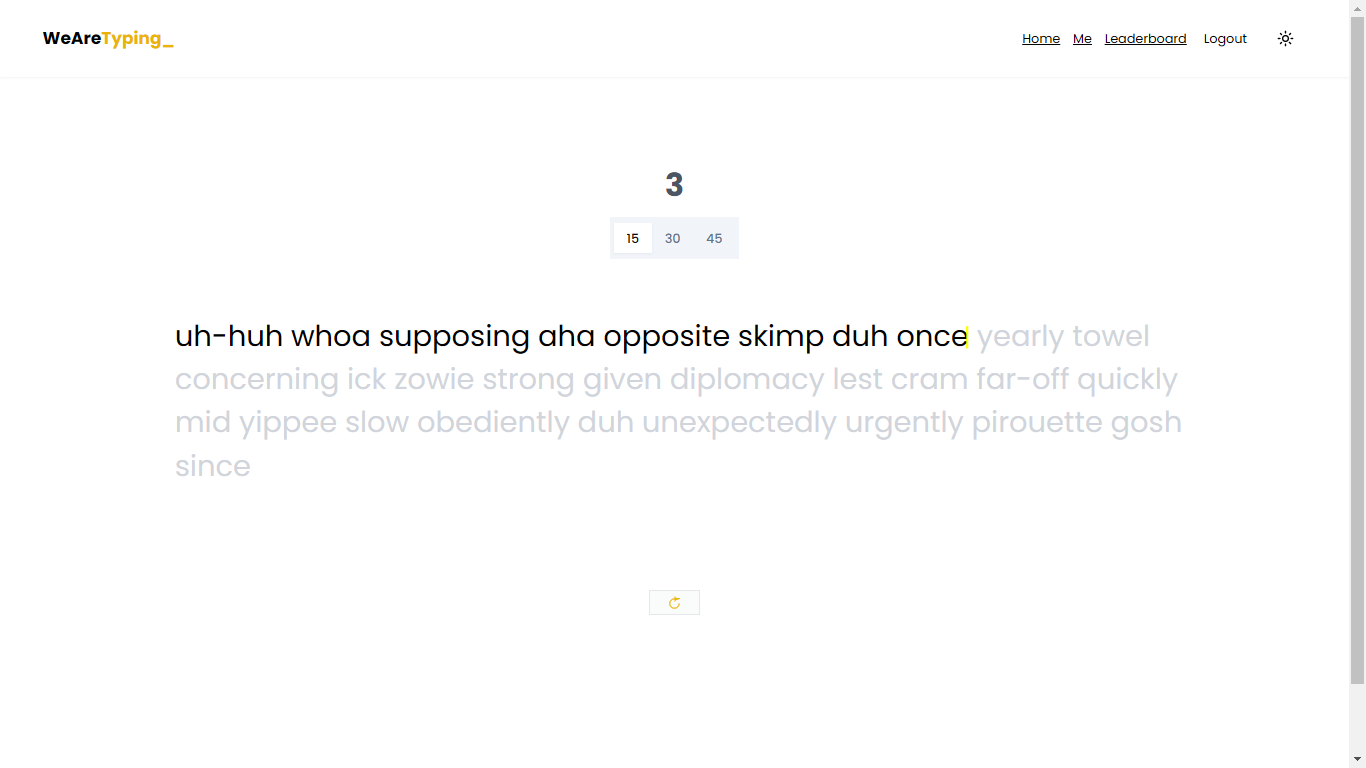 WeAreTyping_
Home Me Leaderboard Logout
3
15 30 45
uh-huh whoa supposing aha opposite skimp duh once yearly towel
concerning ick zowie strong given diplomacy lest cram far-off quickly
mid yippee slow obediently duh unexpectedly urgently pirouette gosh
since